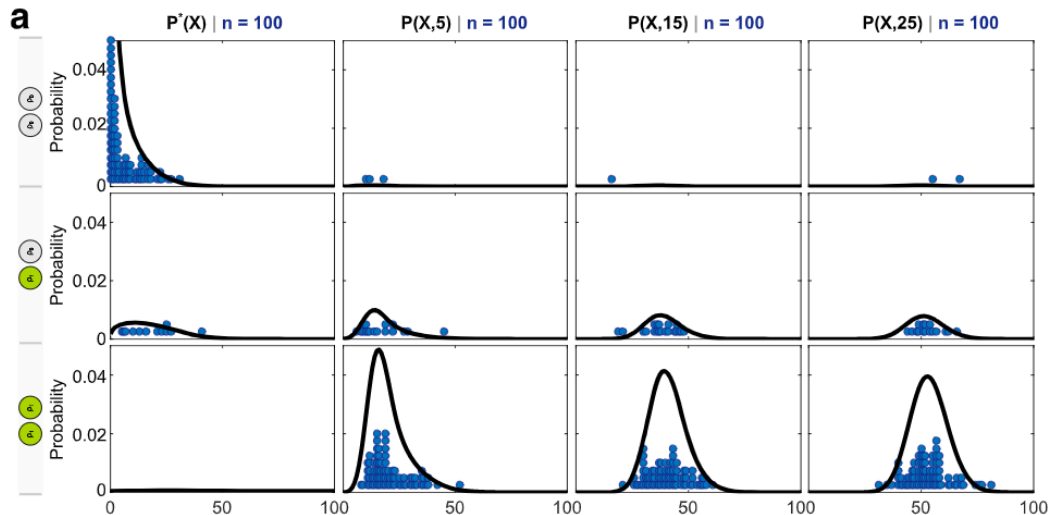 a
P*(X) | n = 100
P(X,5) | n = 100
P(X,15) | n = 100
P(X,25) | n = 100
Probability
0.04
0.02
0
Probability
0.04
0.02
0
Probability
0.04
0.02
0
0 50 100
50 100
50 100
50 100